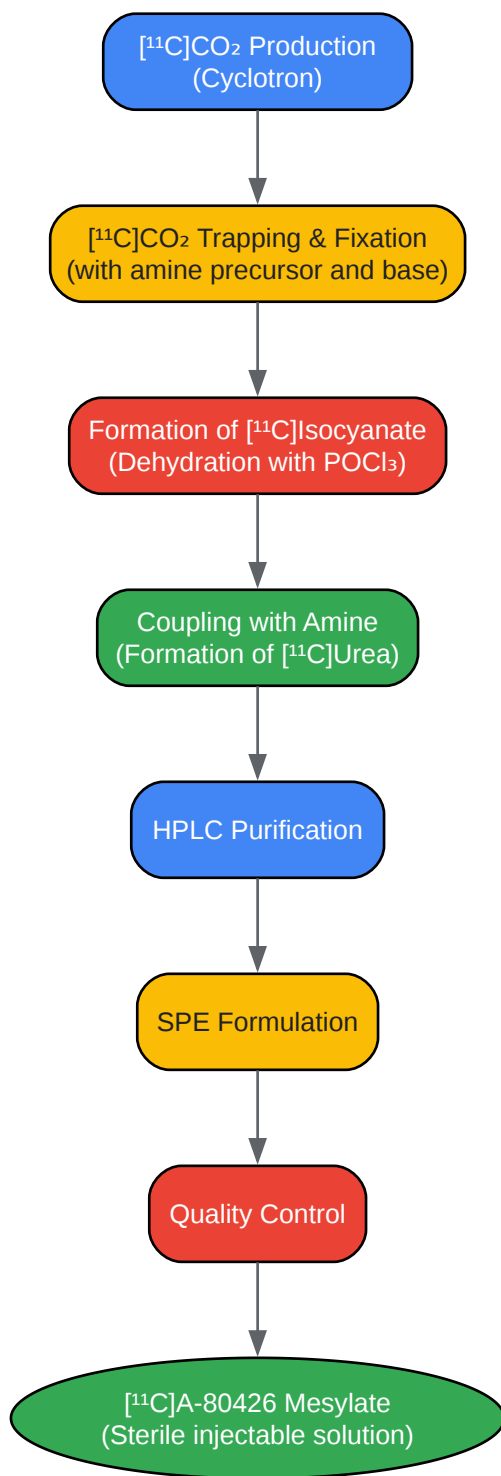 [¹¹C]CO₂ Production
(Cyclotron)
[¹¹C]CO₂ Trapping & Fixation
(with amine precursor and base)
Formation of [¹¹C]Isocyanate
(Dehydration with POCl₃)
Coupling with Amine
(Formation of [¹¹C]Urea)
HPLC Purification
SPE Formulation
Quality Control
[¹¹C]A-80426 Mesylate
(Sterile injectable solution)